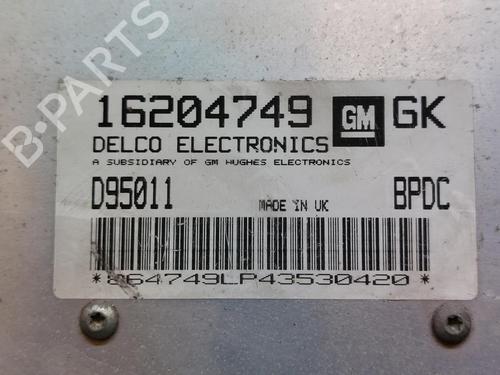 B-PARTS
16204749 GM GK
DELCO ELECTRONICS
A SUBSIDIARY OF GM HUGHES ELECTRONICS
D95011 MADE IN UK BPDC
*864749LP43530420*